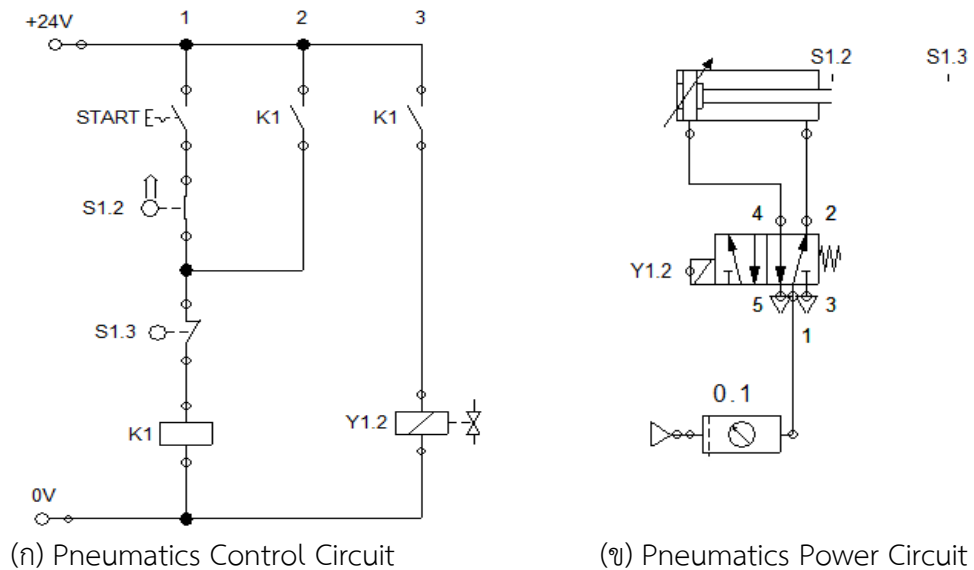 1 2 3
+24V
S1.2 S1.3
START K1 K1
S1.2
4 2
Y1.2
S1.3
5 3
1
0.1
K1 Y1.2
0V
(ก) Pneumatics Control Circuit (ข) Pneumatics Power Circuit